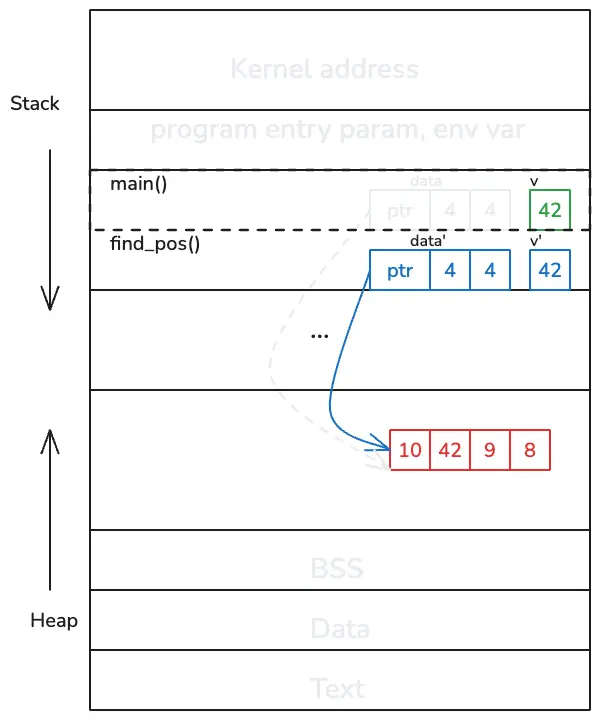 Kernel address
Stack
program entry param, env var
main()
data
v
ptr 4 4
42
find_pos()
data'
v'
ptr 4 4
42
...
10 42 9 8
BSS
Heap
Data
Text